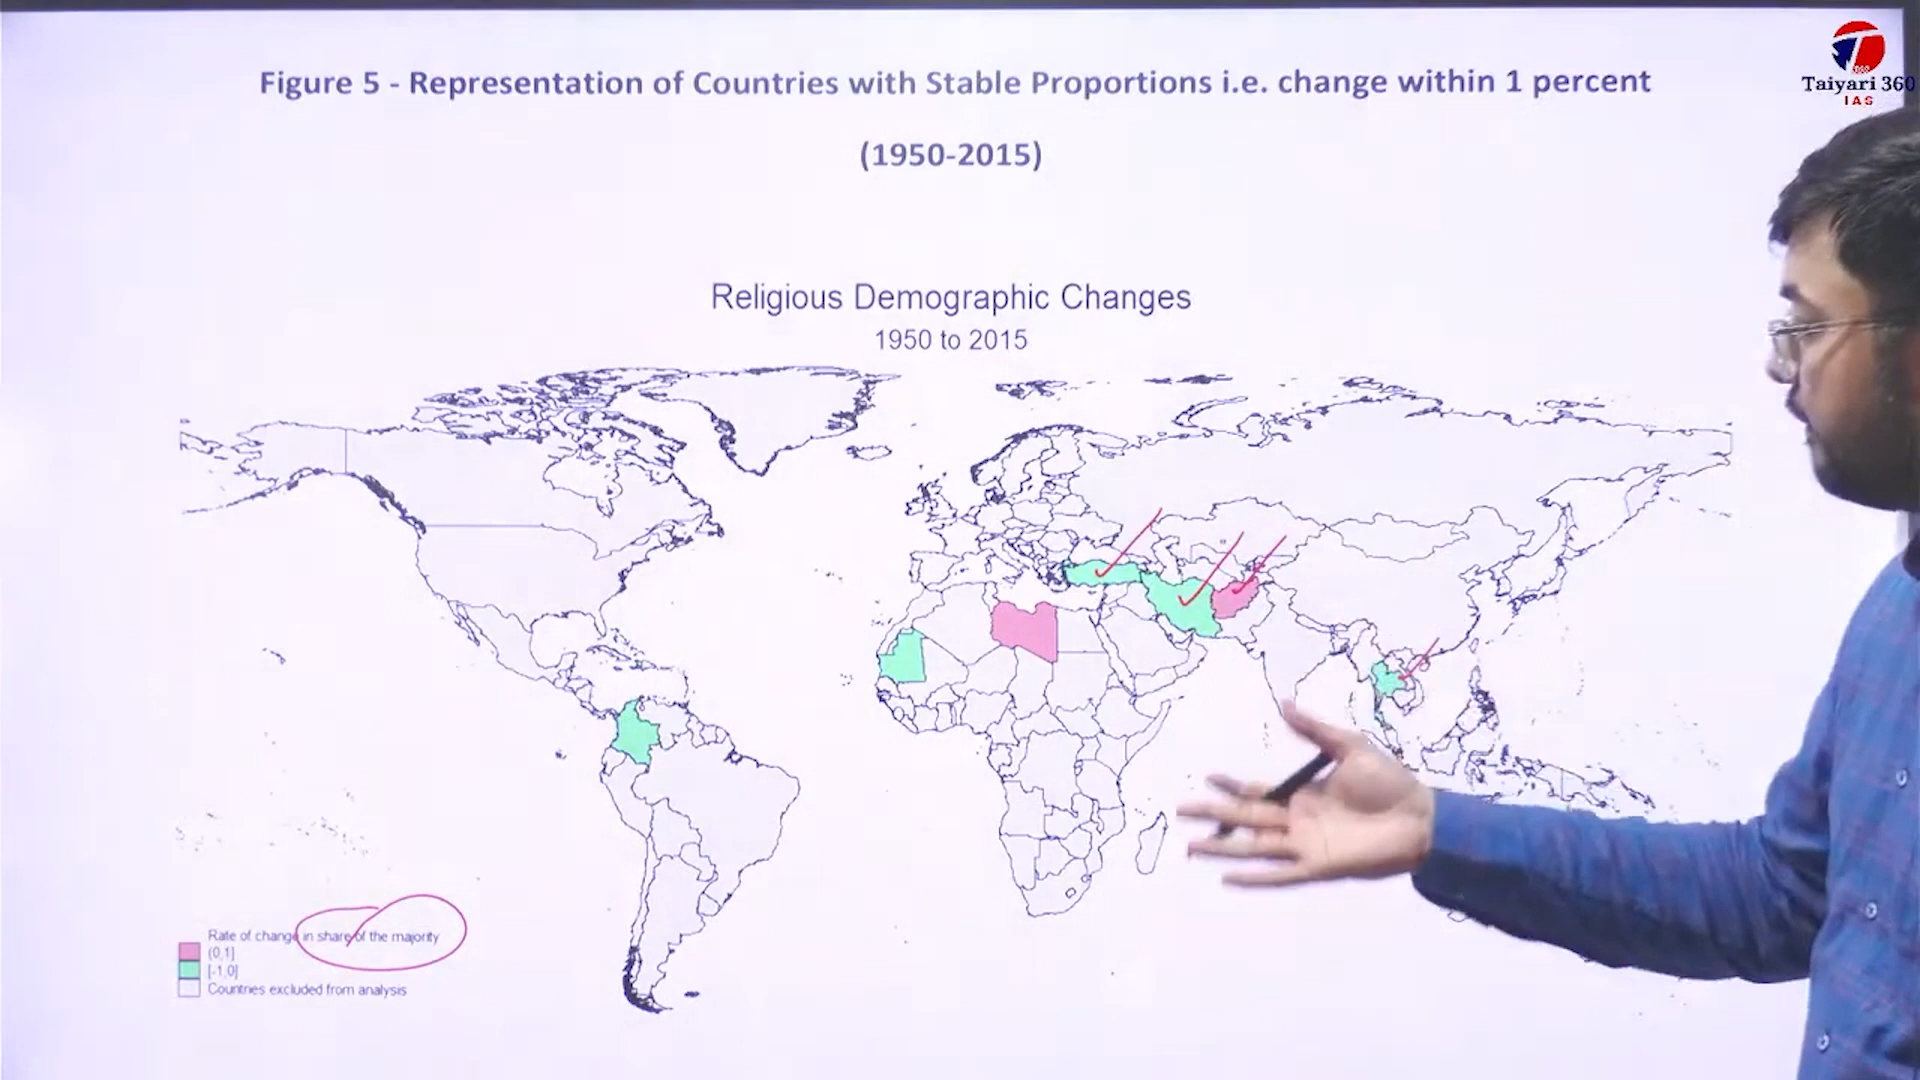 Figure 5 - Representation of Countries with Stable Proportions i.e. change within 1 percent
(1950-2015)
Taiyari 360
IAS
Religious Demographic Changes
1950 to 2015
Rate of change in share of the majority
(0,1]
[-1,0]
Countries excluded from analysis